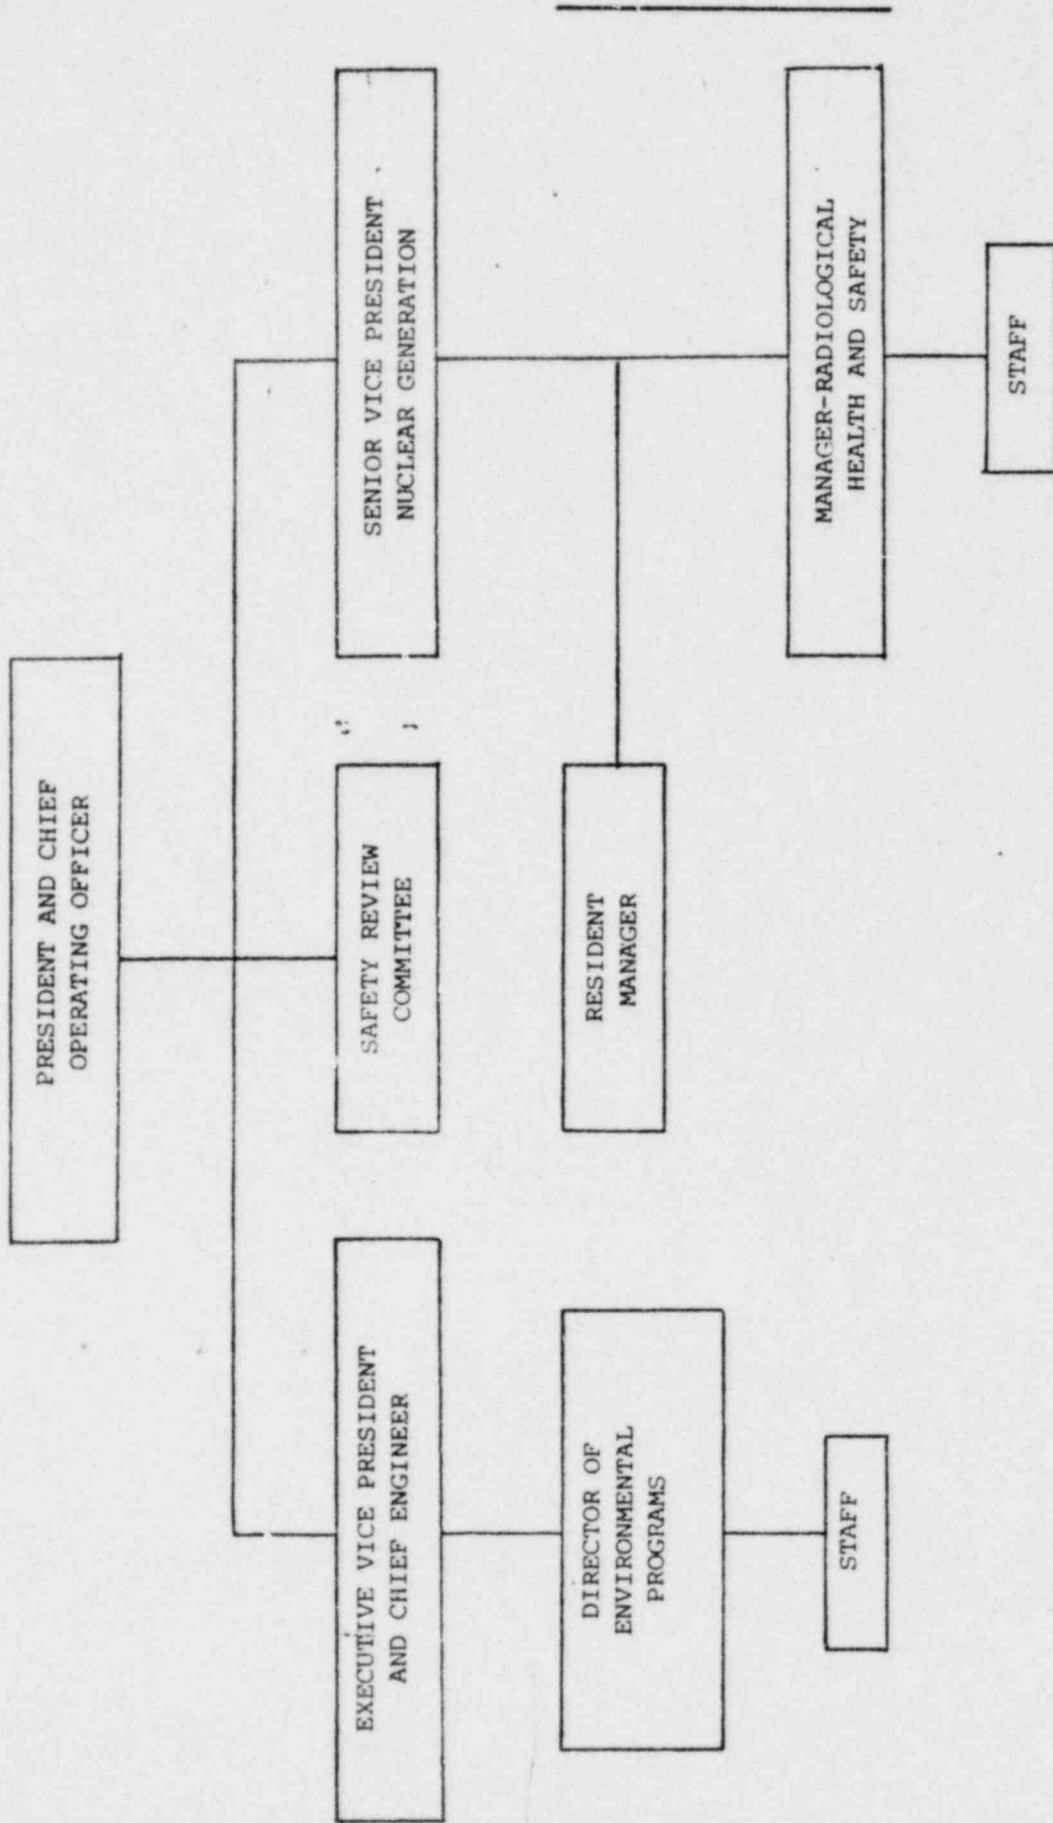 PRESIDENT AND CHIEF
OPERATING OFFICER
EXECUTIVE VICE PRESIDENT
AND CHIEF ENGINEER
SAFETY REVIEW
COMMITTEE
SENIOR VICE PRESIDENT
NUCLEAR GENERATION
DIRECTOR OF
ENVIRONMENTAL
PROGRAMS
RESIDENT
MANAGER
MANAGER-RADIOLOGICAL
HEALTH AND SAFETY
STAFF
STAFF